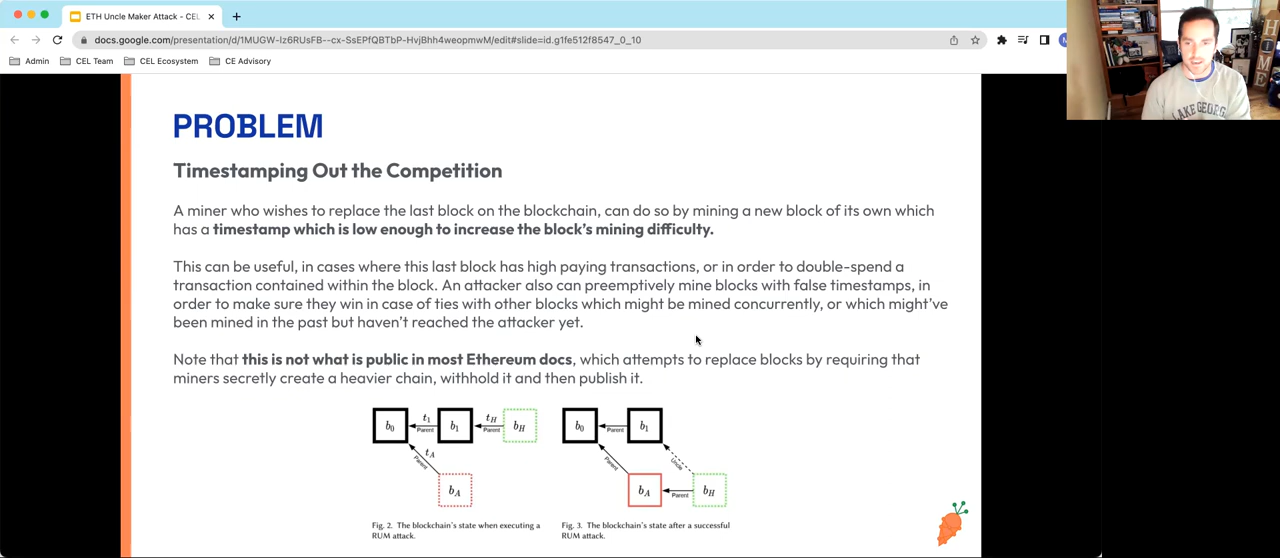 ETH Uncle Maker Attack - CEL
docs.google.com/presentation/d/1MUGW-Iz6RUsFB--cx-SsEPfQBTbP-HvjBhh4weopmwM/edit#slide=id.g1fe512f8547_0_10
Admin CEL Team CEL Ecosystem CE Advisory
HOME
LAKE GEORG
PROBLEM
Timestamping Out the Competition
A miner who wishes to replace the last block on the blockchain, can do so by mining a new block of its own which
has a timestamp which is low enough to increase the block's mining difficulty.
This can be useful, in cases where this last block has high paying transactions, or in order to double-spend a
transaction contained within the block. An attacker also can preemptively mine blocks with false timestamps, in
order to make sure they win in case of ties with other blocks which might be mined concurrently, or which might've
been mined in the past but haven't reached the attacker yet.
Note that this is not what is public in most Ethereum docs, which attempts to replace blocks by requiring that
miners secretly create a heavier chain, withhold it and then publish it.
b0 t1 Parent b1 tH Parent bH
tA Parent
bA
b0 Parent b1
Parent Uncle
bA Parent bH
Fig. 2. The blockchain's state when executing a
RUM attack.
Fig. 3. The blockchain's state after a successful
RUM attack.